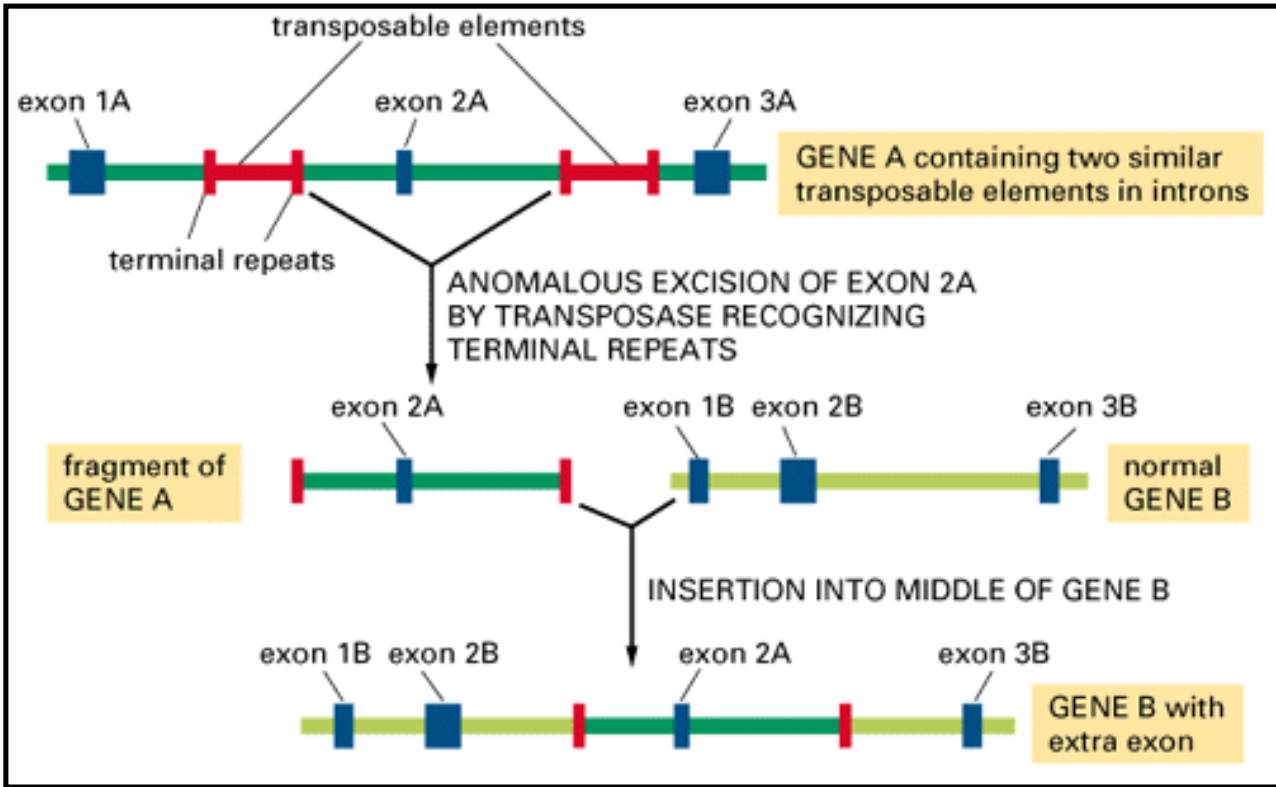 transposable elements
exon 1A
exon 2A
exon 3A
GENE A containing two similar
transposable elements in introns
terminal repeats
ANOMALOUS EXCISION OF EXON 2A
BY TRANSPOSASE RECOGNIZING
TERMINAL REPEATS
exon 2A
exon 1B
exon 2B
exon 3B
fragment of
GENE A
normal
GENE B
INSERTION INTO MIDDLE OF GENE B
exon 1B
exon 2B
exon 2A
exon 3B
GENE B with
extra exon